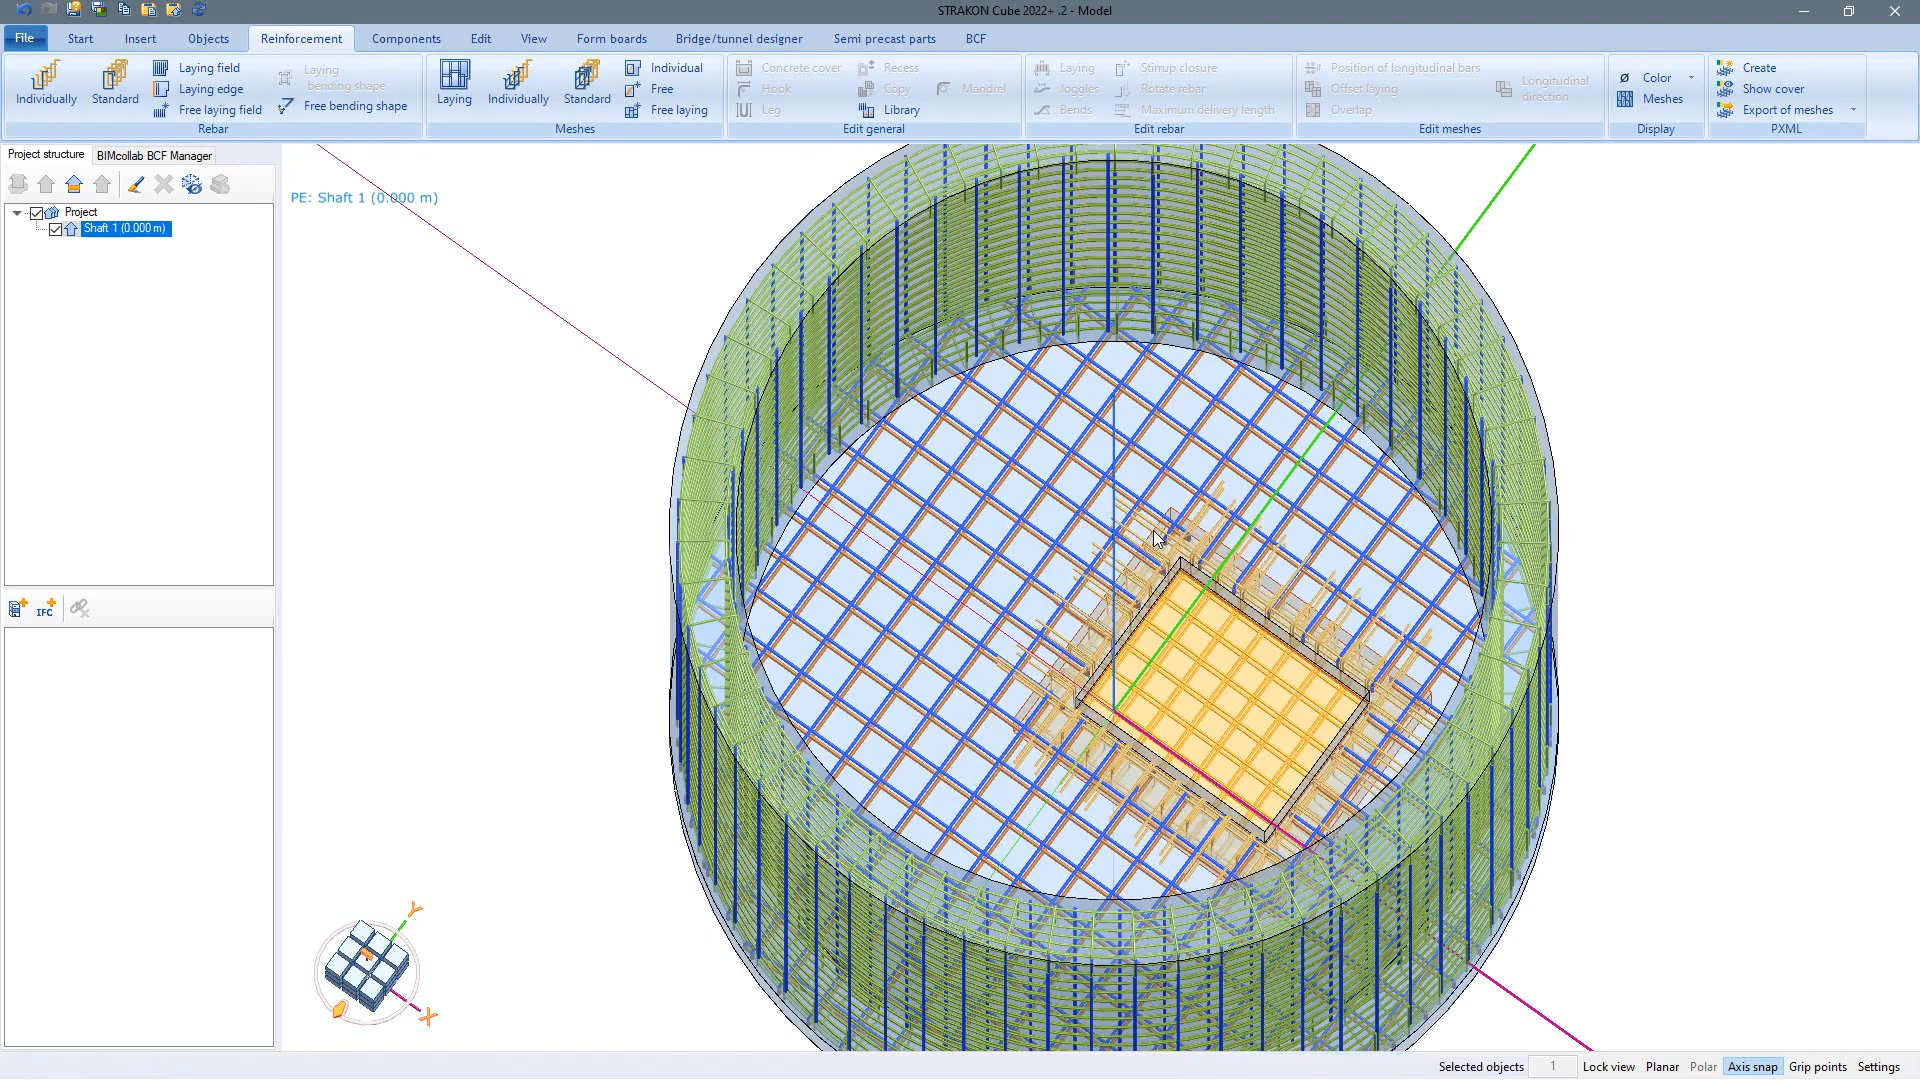 STRAKON Cube 2022+ .2 - Model
File Start Insert Objects Reinforcement Components Edit View Form boards Bridge/tunnel designer Semi precast parts BCF
Individually Standard Laying field Laying edge Free laying field Laying bending shape Free bending shape
Rebar
Laying Individually Standard Individual Free Free laying
Meshes
Concrete cover Hook Leg Recess Copy Library Mandrel
Edit general
Laying Joggles Bends Stirrup closure Rotate rebar Maximum delivery length
Edit rebar
Position of longitudinal bars Offset laying Overlap Longitudinal direction
Edit meshes
Color Meshes
Display
Create Show cover Export of meshes
PXML
Project structure BIMcollab BCF Manager
PE: Shaft 1 (0.000 m)
Project
Shaft 1 (0.000 m)
IFC
Y
X
Selected objects 1 Lock view Planar Polar Axis snap Grip points Settings